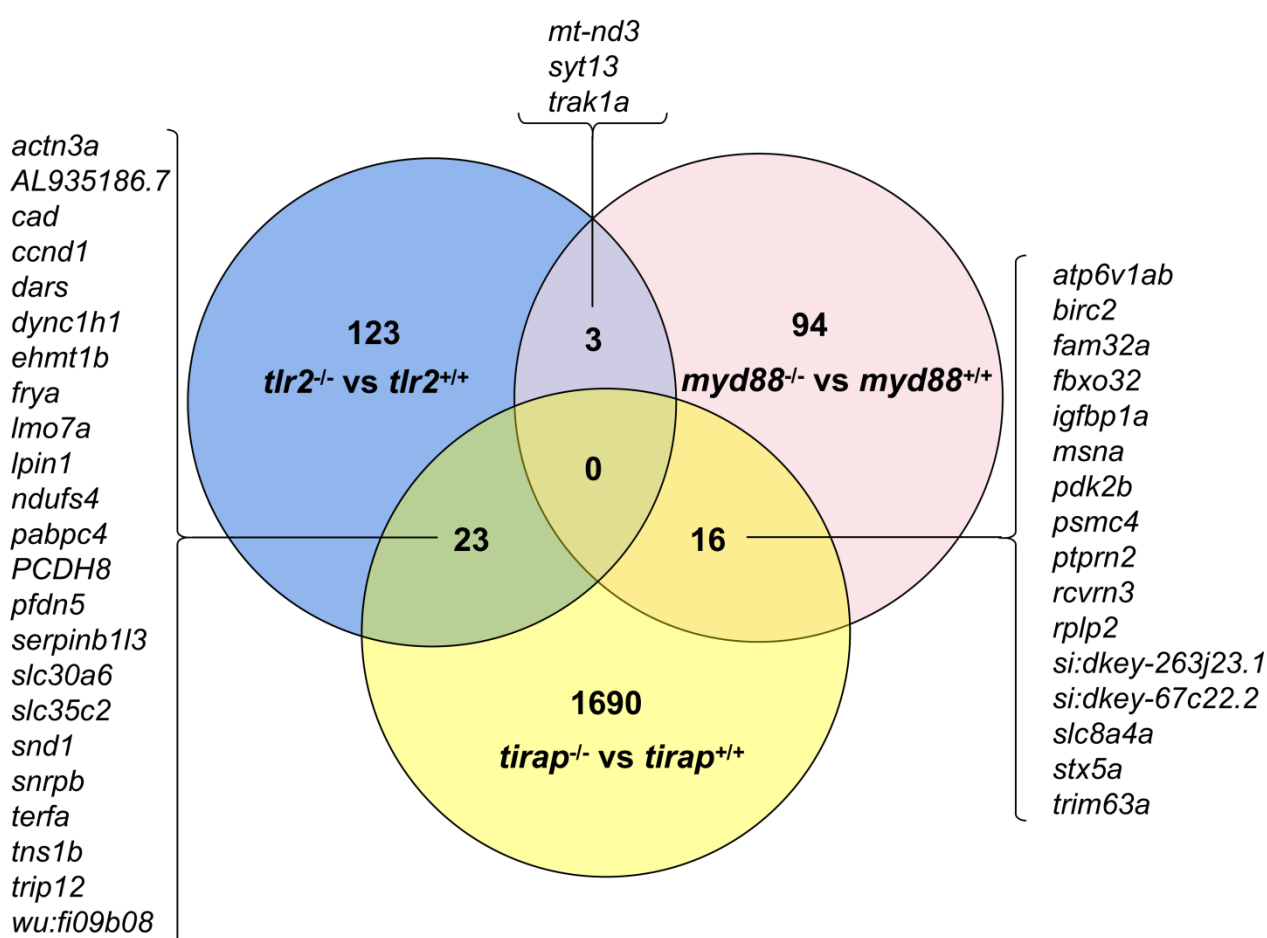 mt-nd3
syt13
trak1a
actn3a
AL935186.7
cad
ccnd1
dars
dync1h1
ehmt1b
frya
lmo7a
lpin1
ndufs4
pabpc4
PCDH8
pfdn5
serpinb1l3
slc30a6
slc35c2
snd1
snrpb
terfa
tns1b
trip12
wu:fi09b08
123
tlr2-/- vs tlr2+/+
3
94
myd88-/- vs myd88+/+
0
23
16
1690
tirap-/- vs tirap+/+
atp6v1ab
birc2
fam32a
fbxo32
igfbp1a
msna
pdk2b
psmc4
ptprn2
rcvrn3
rplp2
si:dkey-263j23.1
si:dkey-67c22.2
slc8a4a
stx5a
trim63a